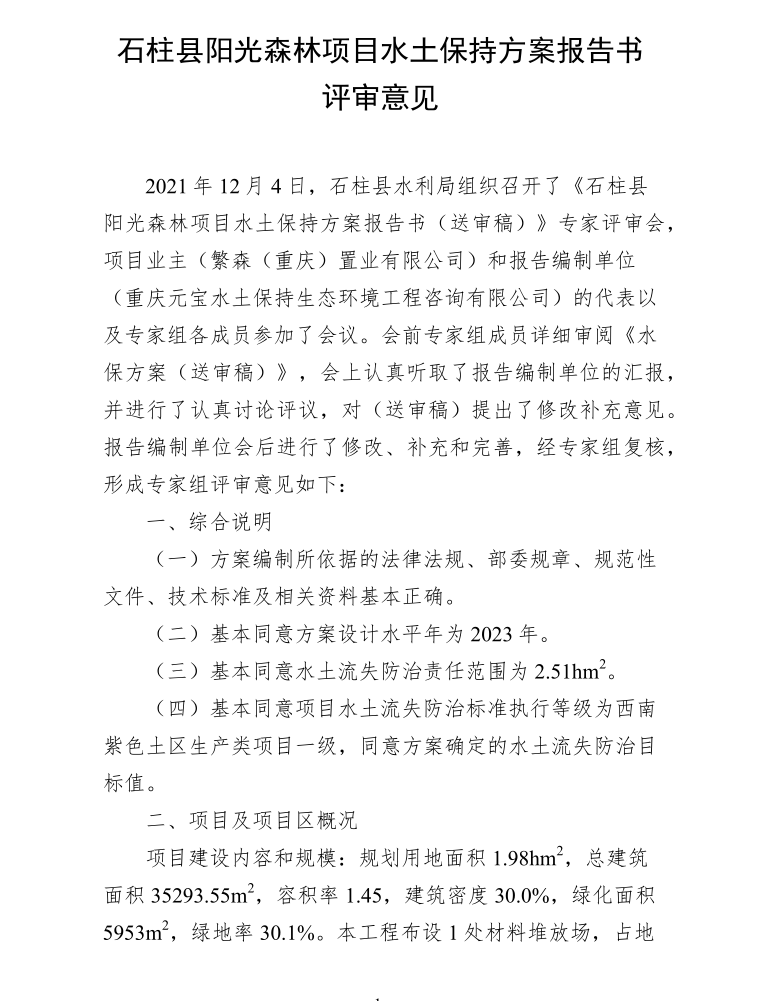 石柱县阳光森林项目水土保持方案报告书
评审意见
2021 年 12 月 4 日，石柱县水利局组织召开了《石柱县
阳光森林项目水土保持方案报告书（送审稿）》专家评审会，
项目业主（繁森（重庆）置业有限公司）和报告编制单位
（重庆元宝水土保持生态环境工程咨询有限公司）的代表以
及专家组各成员参加了会议。会前专家组成员详细审阅《水
保方案（送审稿）》，会上认真听取了报告编制单位的汇报，
并进行了认真讨论评议，对（送审稿）提出了修改补充意见。
报告编制单位会后进行了修改、补充和完善，经专家组复核，
形成专家组评审意见如下：
一、综合说明
（一）方案编制所依据的法律法规、部委规章、规范性
文件、技术标准及相关资料基本正确。
（二）基本同意方案设计水平年为 2023 年。
（三）基本同意水土流失防治责任范围为 2.51hm²。
（四）基本同意项目水土流失防治标准执行等级为西南
紫色土区生产类项目一级，同意方案确定的水土流失防治目
标值。
二、项目及项目区概况
项目建设内容和规模：规划用地面积 1.98hm²，总建筑
面积 35293.55m²，容积率 1.45，建筑密度 30.0%，绿化面积
5953m²，绿地率 30.1%。本工程布设 1 处材料堆放场，占地